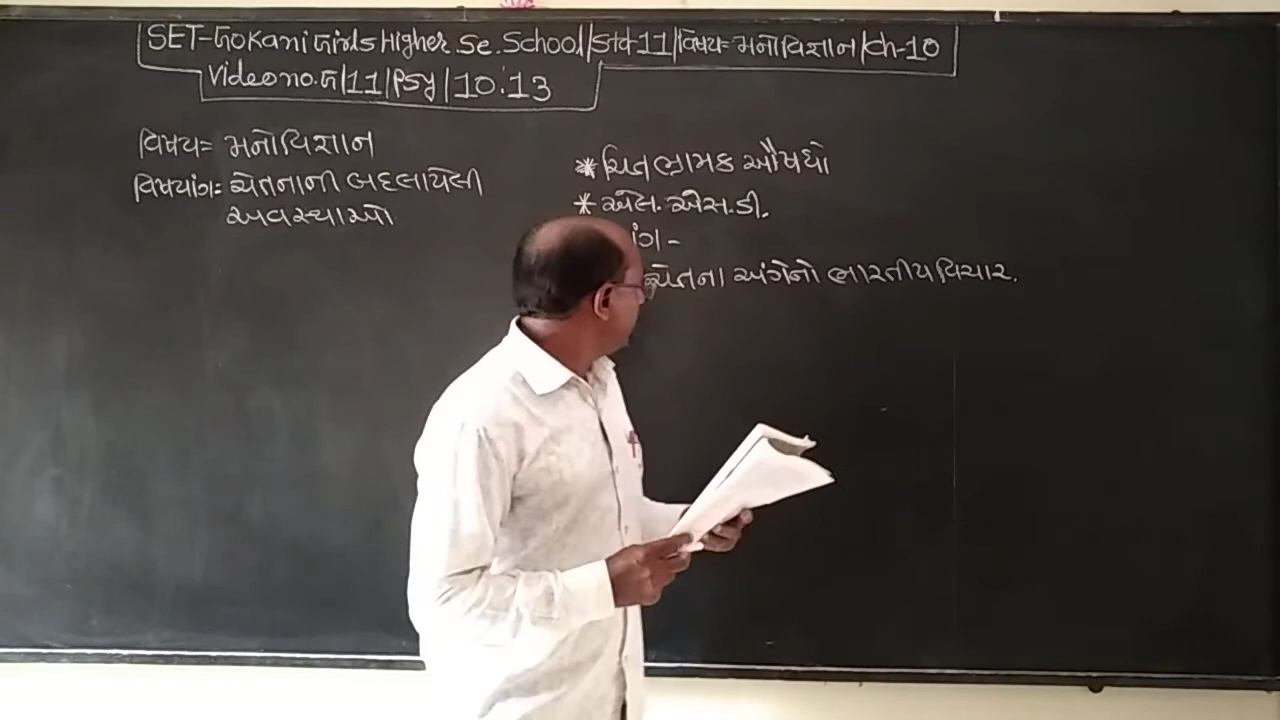 SET-Gokani Girls Higher.Se.School/Std-11/વિષય=મનોવિજ્ઞાન/Ch-10
Video no.G/11/Psy/10.13
વિષય= મનોવિજ્ઞાન
વિષયાંગ= ચેતનાની બદલાયેલી
અવસ્થાઓ
* ચિતભ્રામક ઔષધો
* એલ. એસ.ડી.
ચેતના અંગેનો ભારતીય વિચાર.